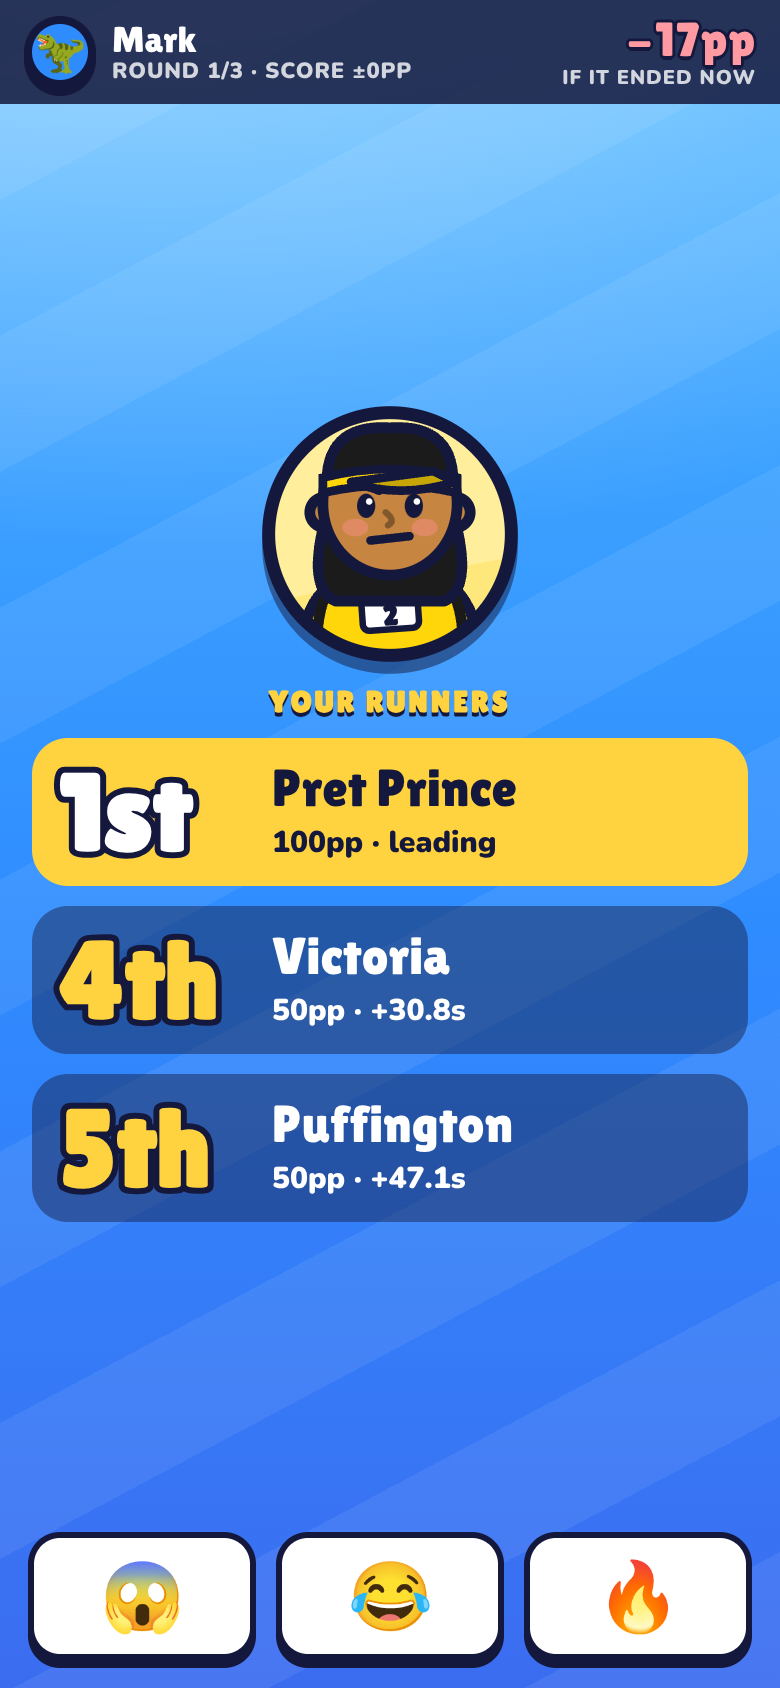 Mark
ROUND 1/3 · SCORE ±0PP
-17pp
IF IT ENDED NOW
2
YOUR RUNNERS
1st
Pret Prince
100pp · leading
4th
Victoria
50pp · +30.8s
5th
Puffington
50pp · +47.1s